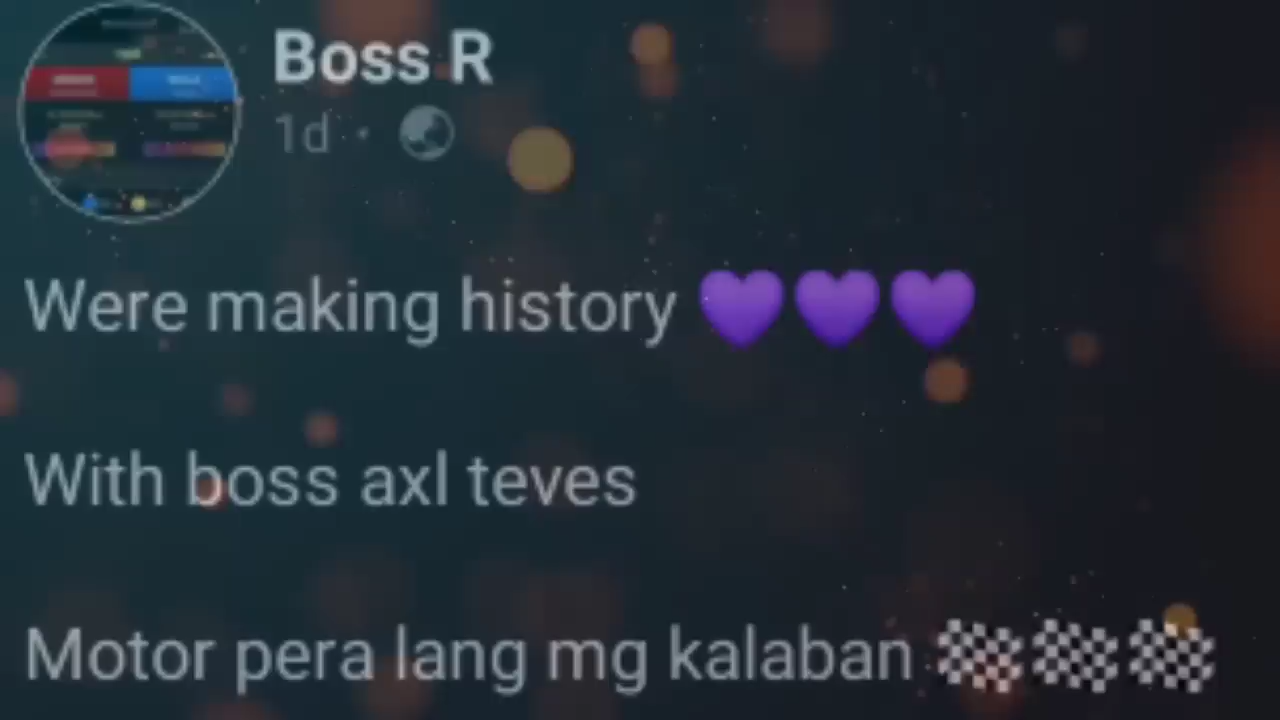 Boss R
1d ·
Were making history 💜💜💜
With boss axl teves
Motor pera lang mg kalaban 🏁🏁🏁